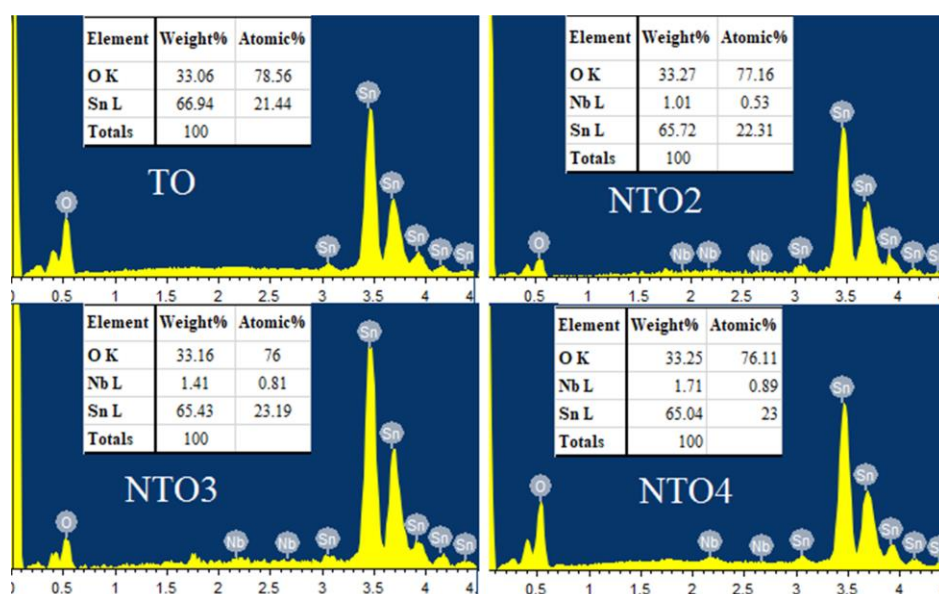 Element Weight% Atomic%
O K 33.06 78.56
Sn L 66.94 21.44
Totals 100
TO
O Sn Sn Sn Sn Sn Sn
0.5 1 1.5 2 2.5 3 3.5 4
Element Weight% Atomic%
O K 33.27 77.16
Nb L 1.01 0.53
Sn L 65.72 22.31
Totals 100
NTO2
O Nb Nb Nb Sn Sn Sn Sn Sn S
0.5 1 1.5 2 2.5 3 3.5 4
Element Weight% Atomic%
O K 33.16 76
Nb L 1.41 0.81
Sn L 65.43 23.19
Totals 100
NTO3
O Nb Nb Sn Sn Sn Sn Sn Sn
0.5 1 1.5 2 2.5 3 3.5 4 4.
Element Weight% Atomic%
O K 33.25 76.11
Nb L 1.71 0.89
Sn L 65.04 23
Totals 100
NTO4
O Nb Nb Sn Sn Sn Sn Sn S
0.5 1 1.5 2 2.5 3 3.5 4